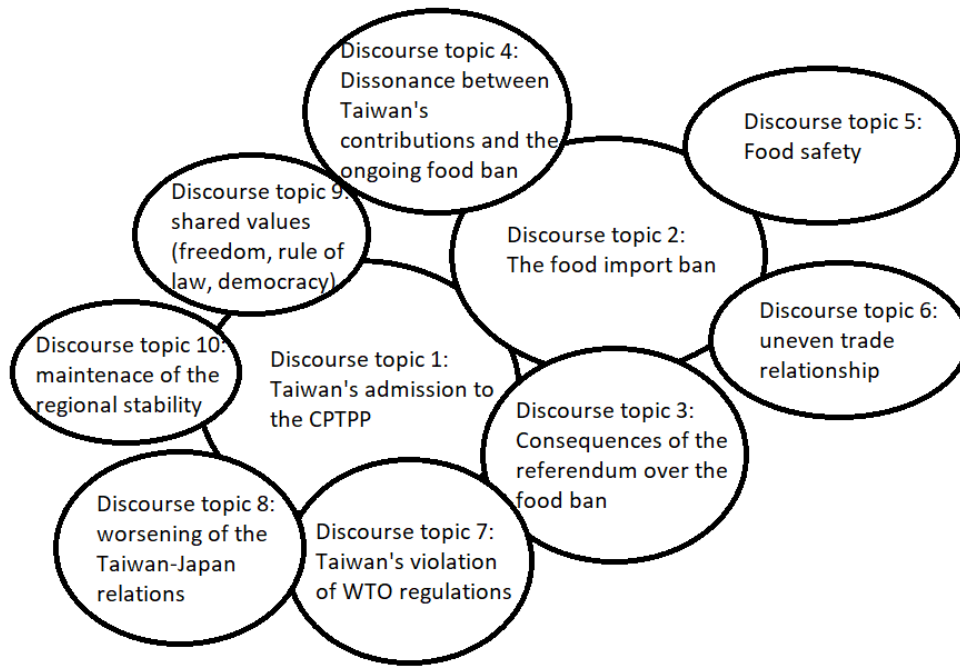 Discourse topic 4:
Dissonance between
Taiwan's
contributions and the
ongoing food ban
Discourse topic 5:
Food safety
Discourse topic 9:
shared values
(freedom, rule of
law, democracy)
Discourse topic 2:
The food import ban
Discourse topic 6:
uneven trade
relationship
Discourse topic 10:
maintenace of the
regional stability
Discourse topic 1:
Taiwan's admission to
the CPTPP
Discourse topic 3:
Consequences of the
referendum over the
food ban
Discourse topic 8:
worsening of the
Taiwan-Japan
relations
Discourse topic 7:
Taiwan's violation
of WTO regulations